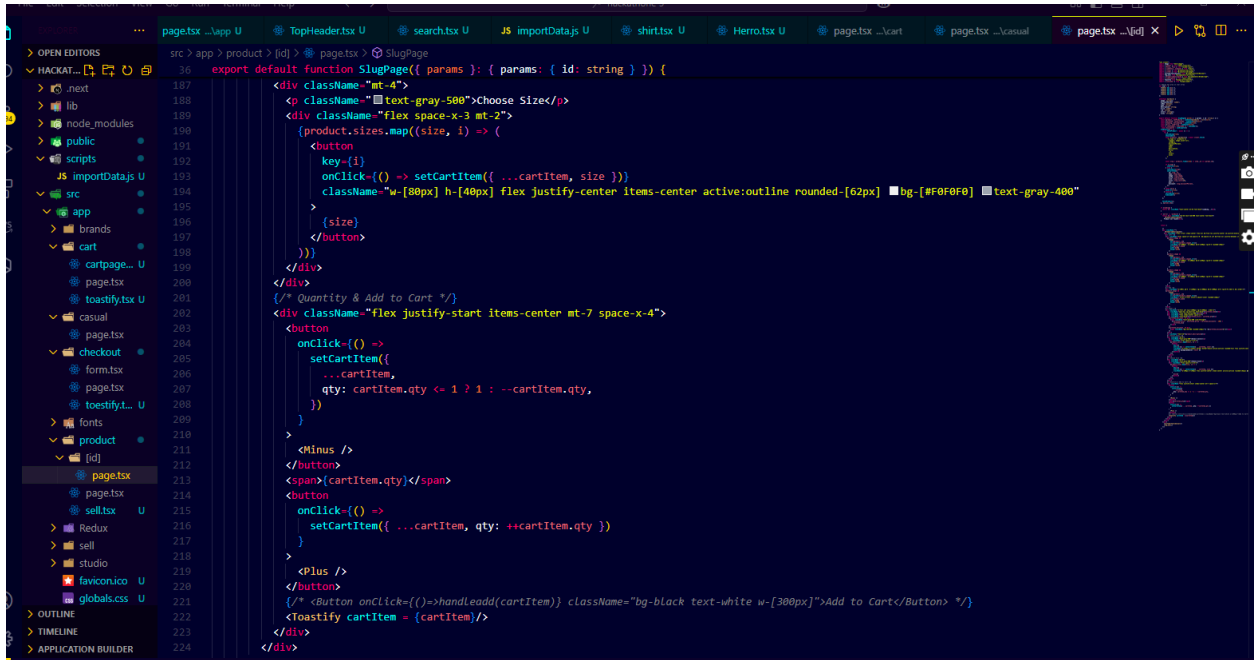 page.tsx ...\app U
TopHeader.tsx U
search.tsx U
JS importData.js U
shirt.tsx U
Herro.tsx U
page.tsx ...\cart
page.tsx ...\casual
page.tsx ...\[id]
OPEN EDITORS
HACKAT...
.next
lib
node_modules
public
scripts
JS importData.js U
src
app
brands
cart
cartpage... U
page.tsx
toastify.tsx U
casual
page.tsx
checkout
form.tsx
page.tsx
toestify.t... U
fonts
product
[id]
page.tsx
page.tsx
sell.tsx U
Redux
sell
studio
favicon.ico U
globals.css U
OUTLINE
TIMELINE
APPLICATION BUILDER
src > app > product > [id] > page.tsx > SlugPage
36 export default function SlugPage({ params }: { params: { id: string } }) {
187 <div className="mt-4">
188 <p className="text-gray-500">Choose Size</p>
189 <div className="flex space-x-3 mt-2">
190 {product.sizes.map((size, i) => (
191 <button
192 key={i}
193 onClick={() => setCartItem({ ...cartItem, size })}
194 className="w-[80px] h-[40px] flex justify-center items-center active:outline rounded-[62px] bg-[#F0F0F0] text-gray-400"
195 >
196 {size}
197 </button>
198 ))}
199 </div>
200 </div>
201 {/* Quantity & Add to Cart */}
202 <div className="flex justify-start items-center mt-7 space-x-4">
203 <button
204 onClick={() =>
205 setCartItem({
206 ...cartItem,
207 qty: cartItem.qty <= 1 ? 1 : --cartItem.qty,
208 })
209 }
210 >
211 <Minus />
212 </button>
213 <span>{cartItem.qty}</span>
214 <button
215 onClick={() =>
216 setCartItem({ ...cartItem, qty: ++cartItem.qty })
217 }
218 >
219 <Plus />
220 </button>
221 {/* <Button onClick={()=>handleadd(cartItem)} className="bg-black text-white w-[300px]">Add to Cart</Button> */}
222 <Toastify cartItem = {cartItem}/>
223 </div>
224 </div>